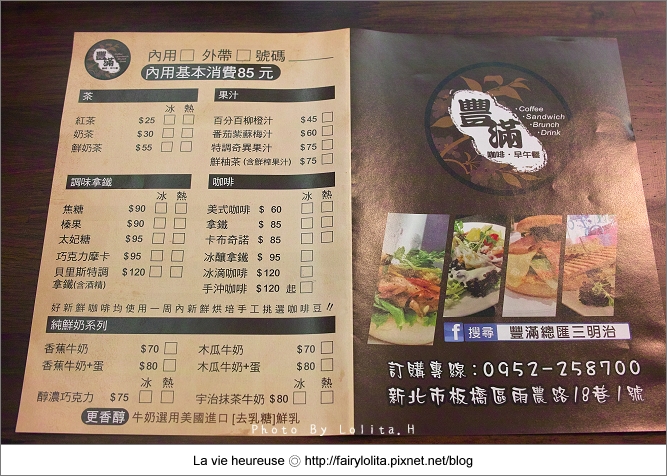 豐滿
內用□ 外帶□ 號碼______
內用基本消費85元
茶
冰 熱
紅茶 $25 □ □
奶茶 $30 □ □
鮮奶茶 $55 □ □
果汁
百分百柳橙汁 $45 □
番茄紫蘇梅汁 $60 □
特調奇異果汁 $75 □
鮮柚茶(含鮮榨果汁) $75 □ □
調味拿鐵
冰 熱
焦糖 $90 □ □
榛果 $90 □ □
太妃糖 $95 □ □
巧克力摩卡 $95 □ □
貝里斯特調 $120 □ □
拿鐵(含酒精)
咖啡
冰 熱
美式咖啡 $ 60 □ □
拿鐵 $ 85 □ □
卡布奇諾 $ 85 □ □
冰釀拿鐵 $ 95 □
冰滴咖啡 $120 □
手沖咖啡 $120 起 □
好新鮮咖啡均使用一周內新鮮烘培手工挑選咖啡豆!!
純鮮奶系列
香蕉牛奶 $70 □
木瓜牛奶 $70 □
香蕉牛奶+蛋 $80 □
木瓜牛奶+蛋 $80 □
冰 熱
醇濃巧克力 $75 □ □
冰 熱
宇治抹茶牛奶 $80 □ □
更香醇 牛奶選用美國進口[去乳糖]鮮乳
豐滿
咖啡·早午餐
·Coffee
·Sandwich
·Brunch
·Drink
f 搜尋 豐滿總匯三明治
訂購專線:0952-258700
新北市板橋區雨農路18巷1號
Photo By Lolita.H
La vie heureuse ◎ http://fairylolita.pixnet.net/blog